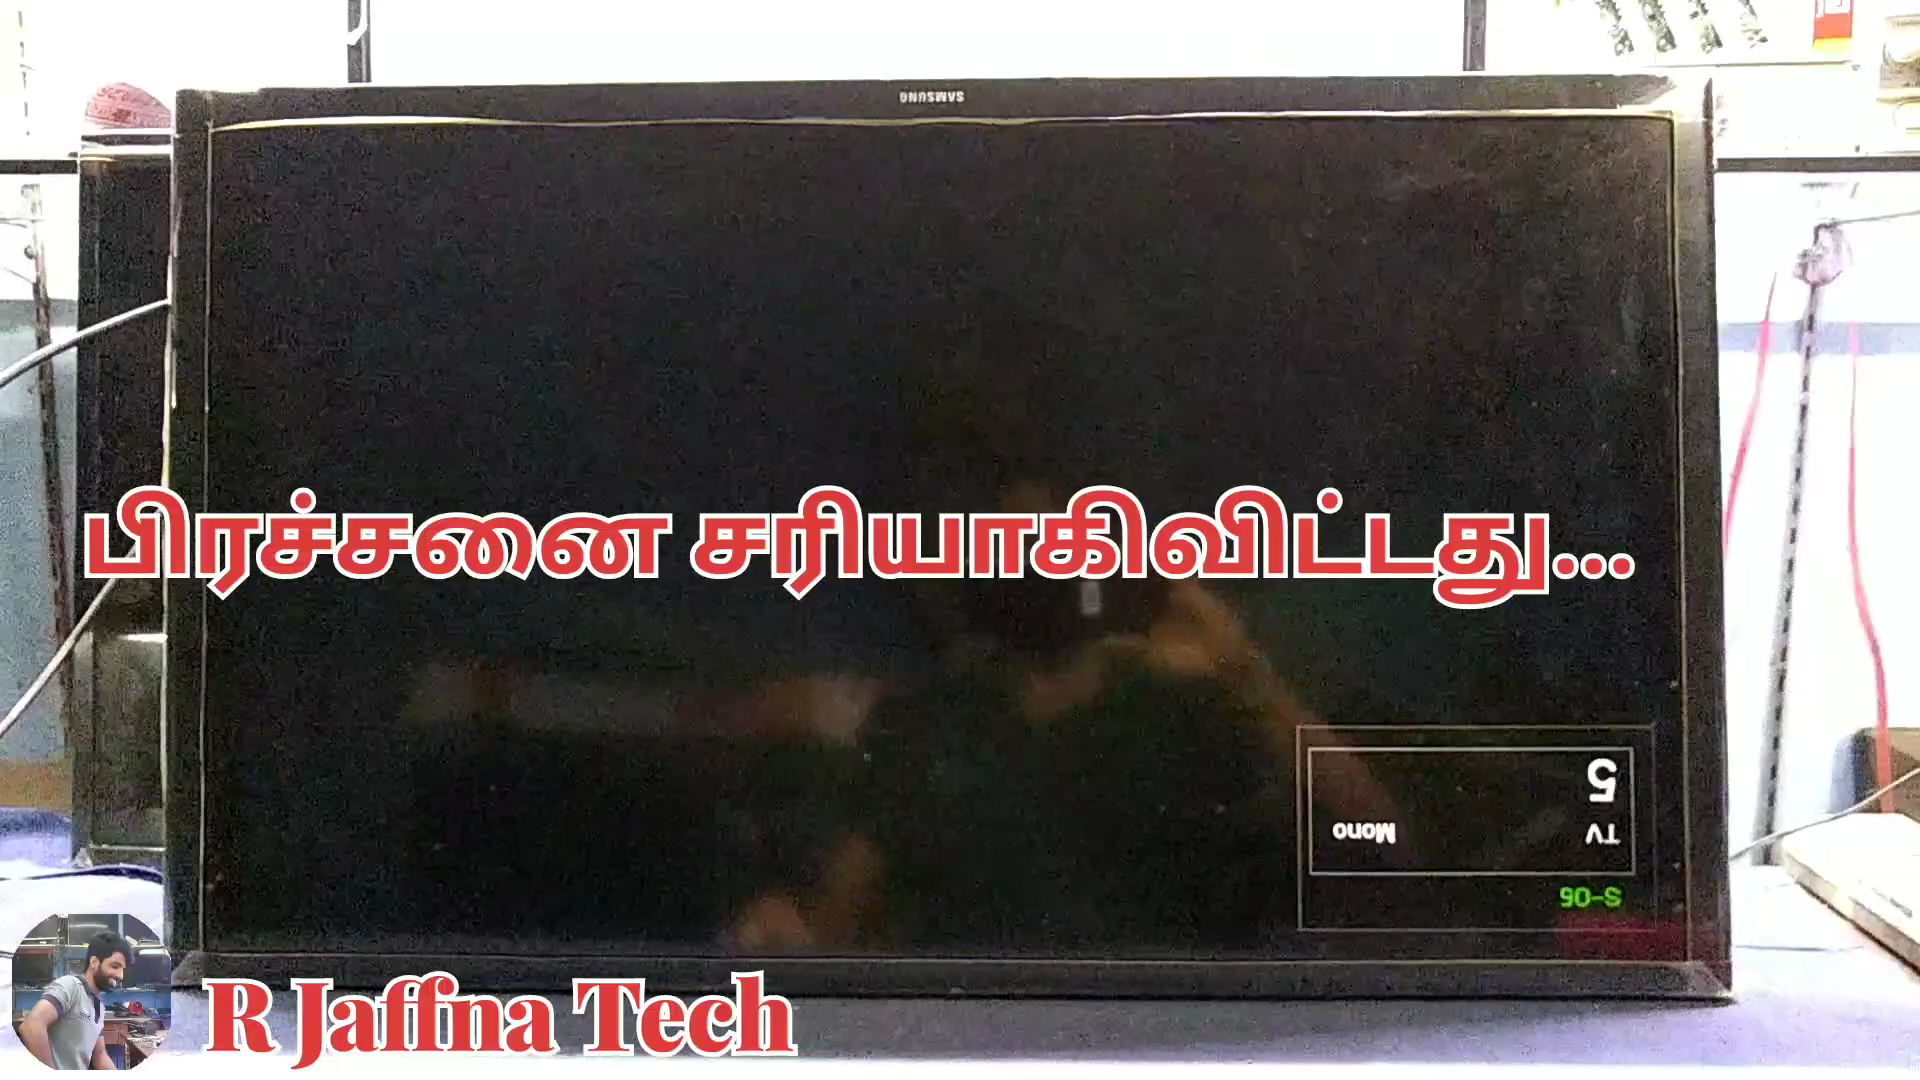 SAMSUNG
பிரச்சனை சரியாகிவிட்டது...
5
TV
Mono
S-06
R Jaffna Tech